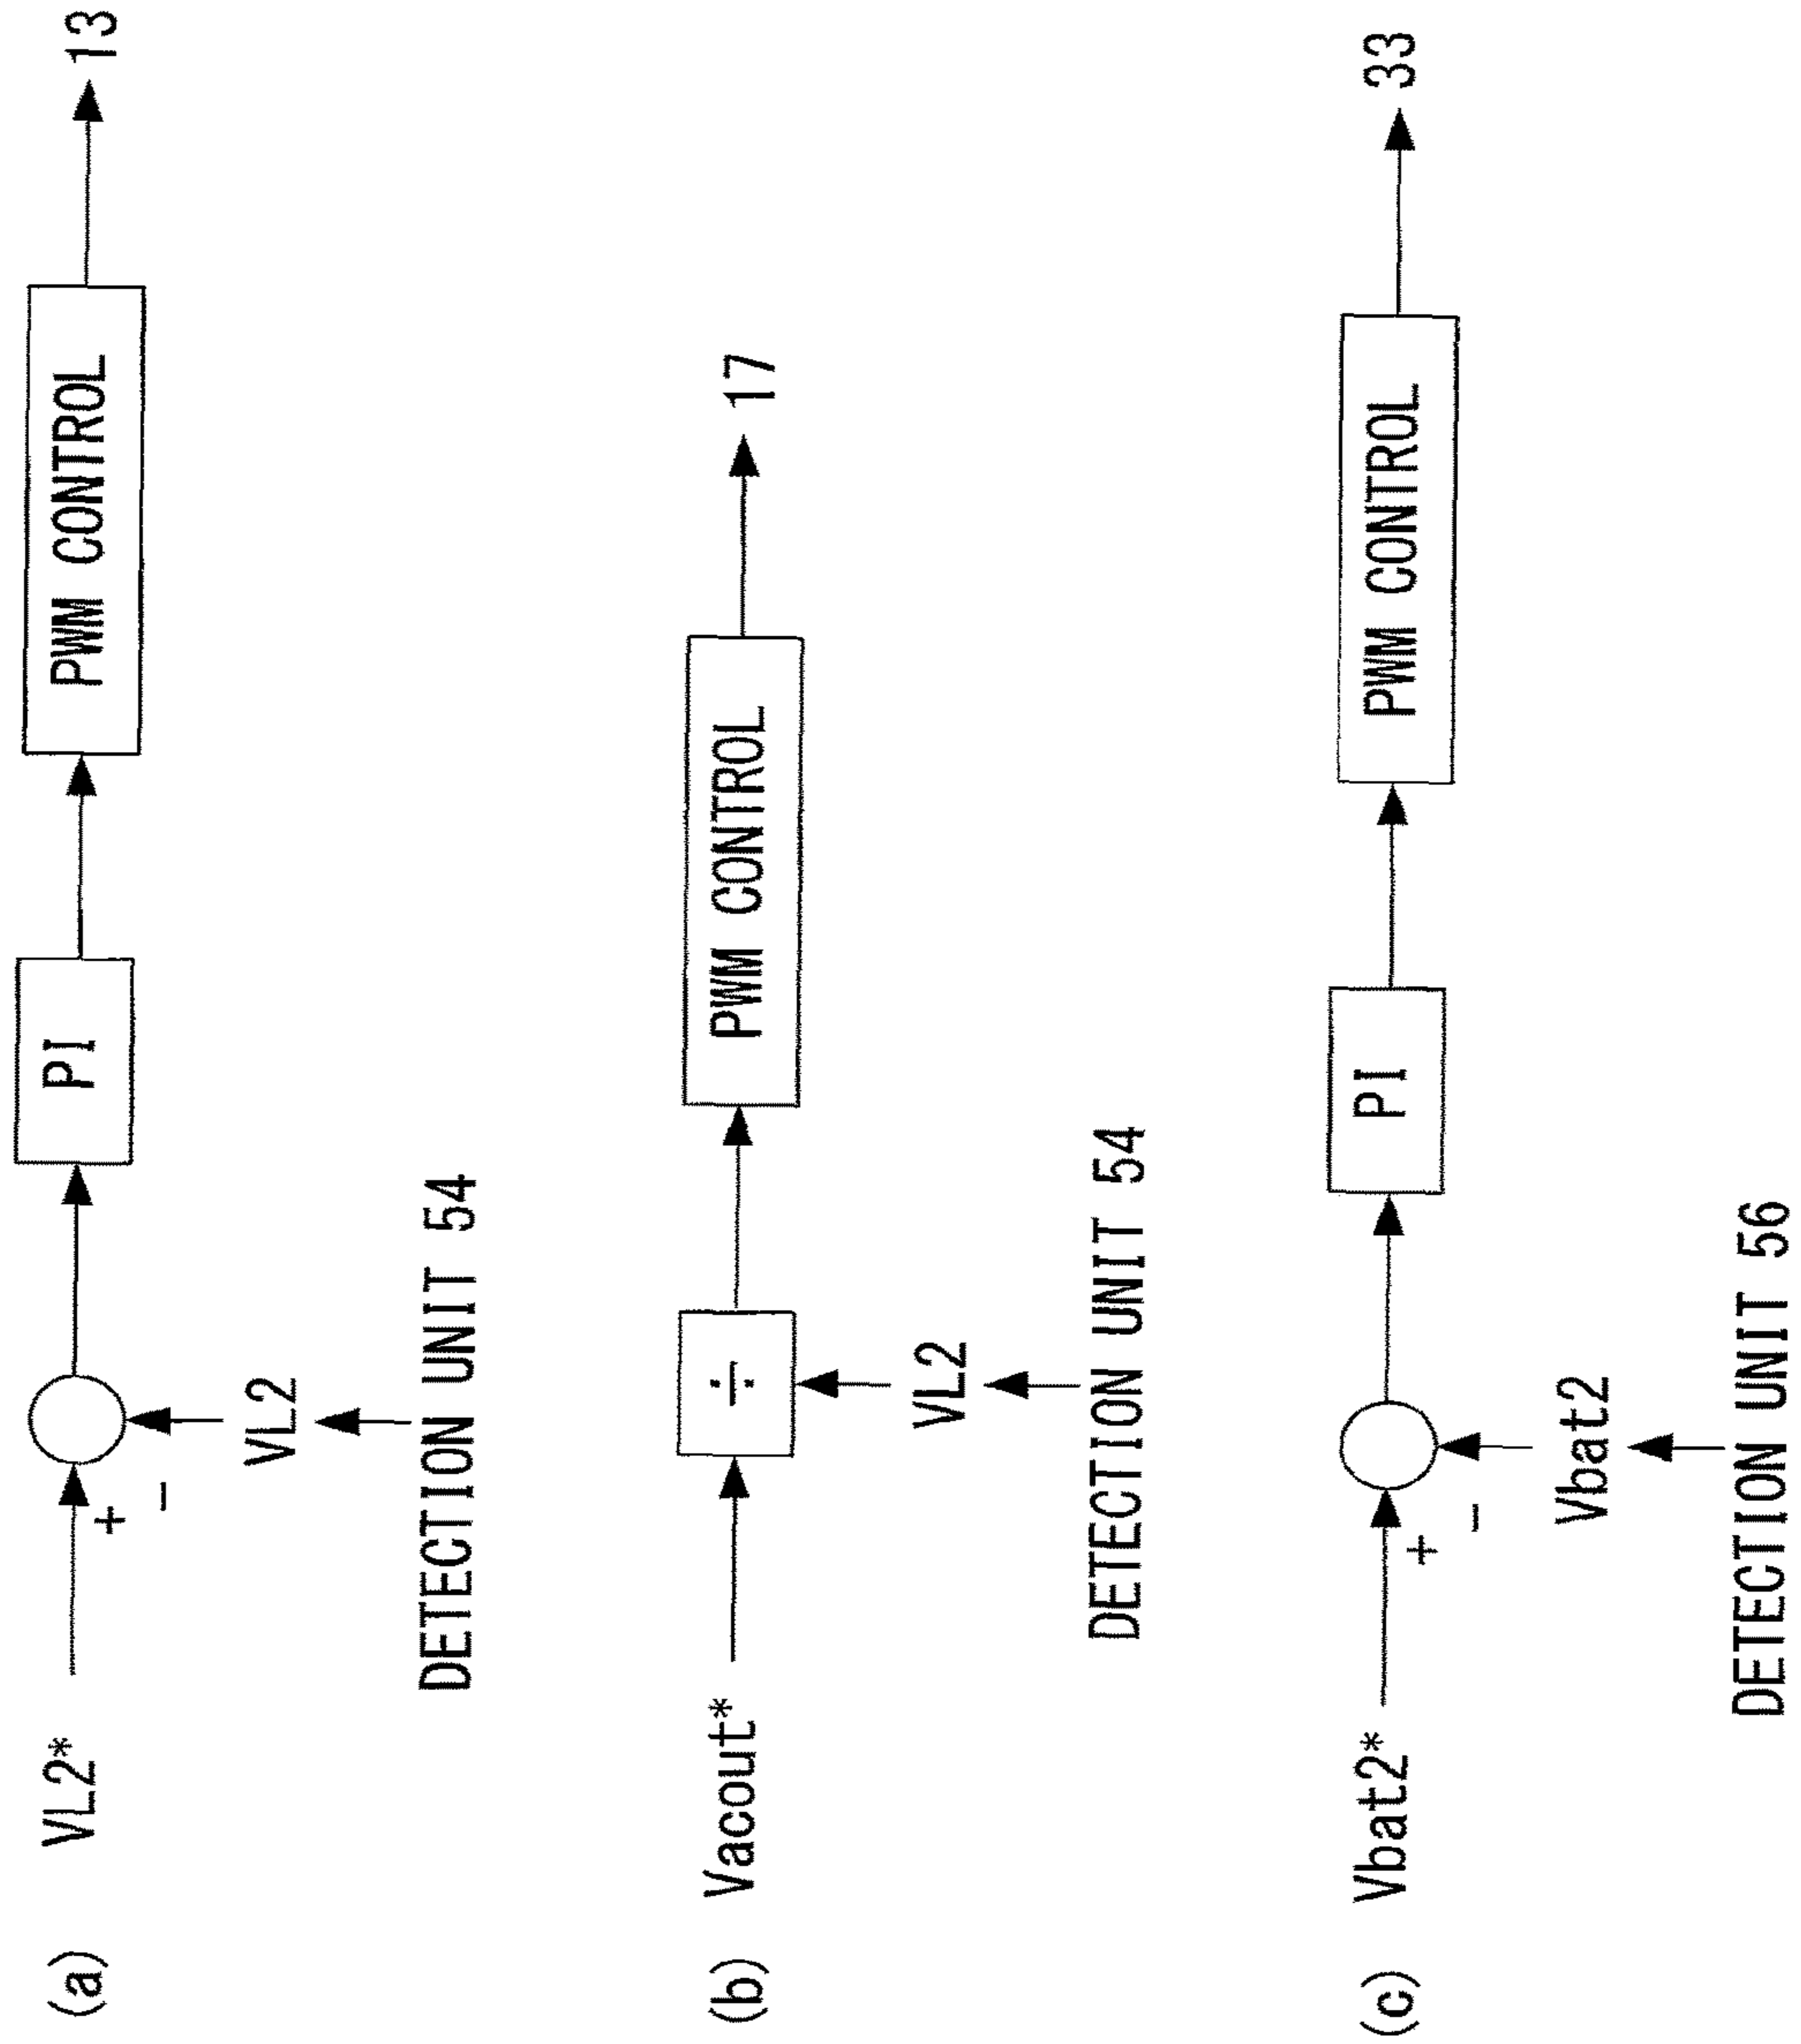 (a) VL2* + − PI PWM CONTROL 13
VL2
DETECTION UNIT 54
(b) Vacout* ÷ PWM CONTROL 17
VL2
DETECTION UNIT 54
(c) Vbat2* + − PI PWM CONTROL 33
Vbat2
DETECTION UNIT 56